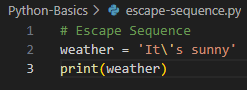 Python-Basics > escape-sequence.py
1 # Escape Sequence
2 weather = 'It\'s sunny'
3 print(weather)